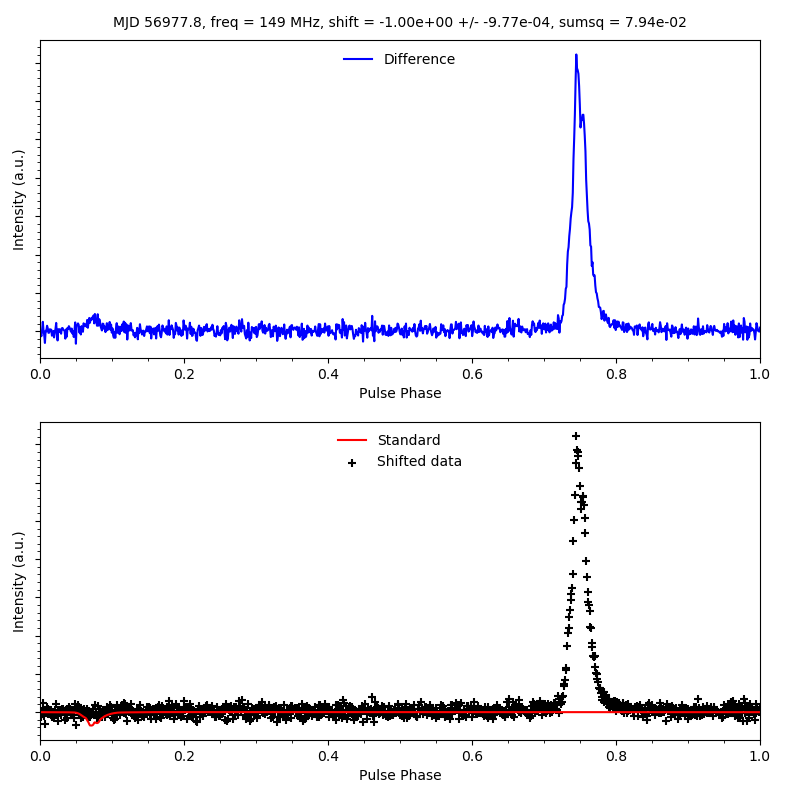 MJD 56977.8, freq = 149 MHz, shift = -1.00e+00 +/- -9.77e-04, sumsq = 7.94e-02
Difference
Intensity (a.u.)
0.0 0.2 0.4 0.6 0.8 1.0
Pulse Phase
Standard
Shifted data
Intensity (a.u.)
0.0 0.2 0.4 0.6 0.8 1.0
Pulse Phase